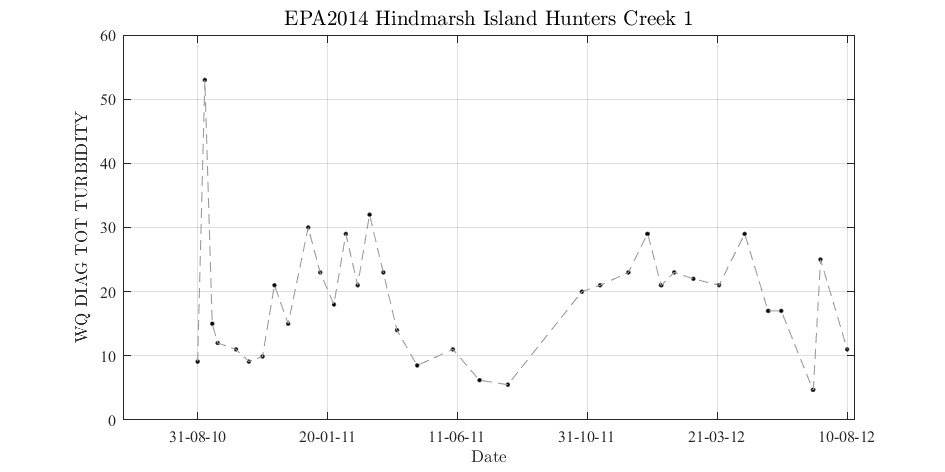 EPA2014 Hindmarsh Island Hunters Creek 1
WQ DIAG TOT TURBIDITY
60
50
40
30
20
10
0
31-08-10 20-01-11 11-06-11 31-10-11 21-03-12 10-08-12
Date